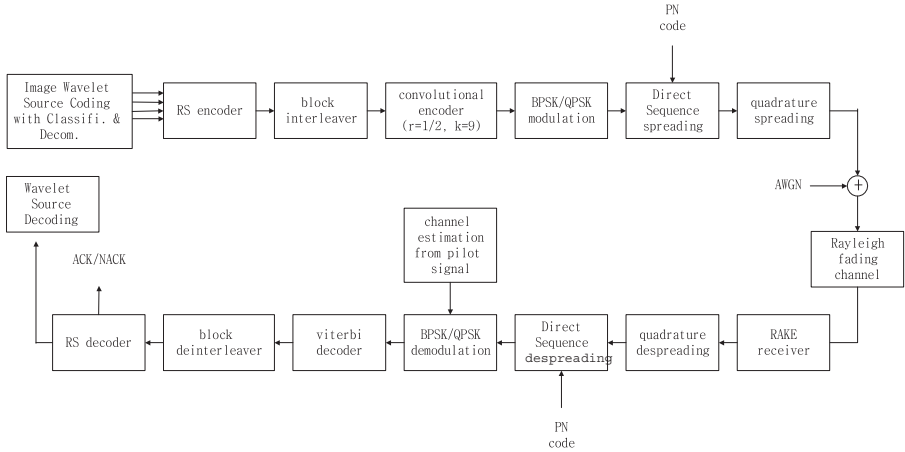 PN
code
Image Wavelet
Source Coding
with Classifi. &
Decom.
RS encoder
block
interleaver
convolutional
encoder
(r=1/2, k=9)
BPSK/QPSK
modulation
Direct
Sequence
spreading
quadrature
spreading
AWGN
+
Rayleigh
fading
channel
Wavelet
Source
Decoding
ACK/NACK
channel
estimation
from pilot
signal
RS decoder
block
deinterleaver
viterbi
decoder
BPSK/QPSK
demodulation
Direct
Sequence
despreading
quadrature
despreading
RAKE
receiver
PN
code